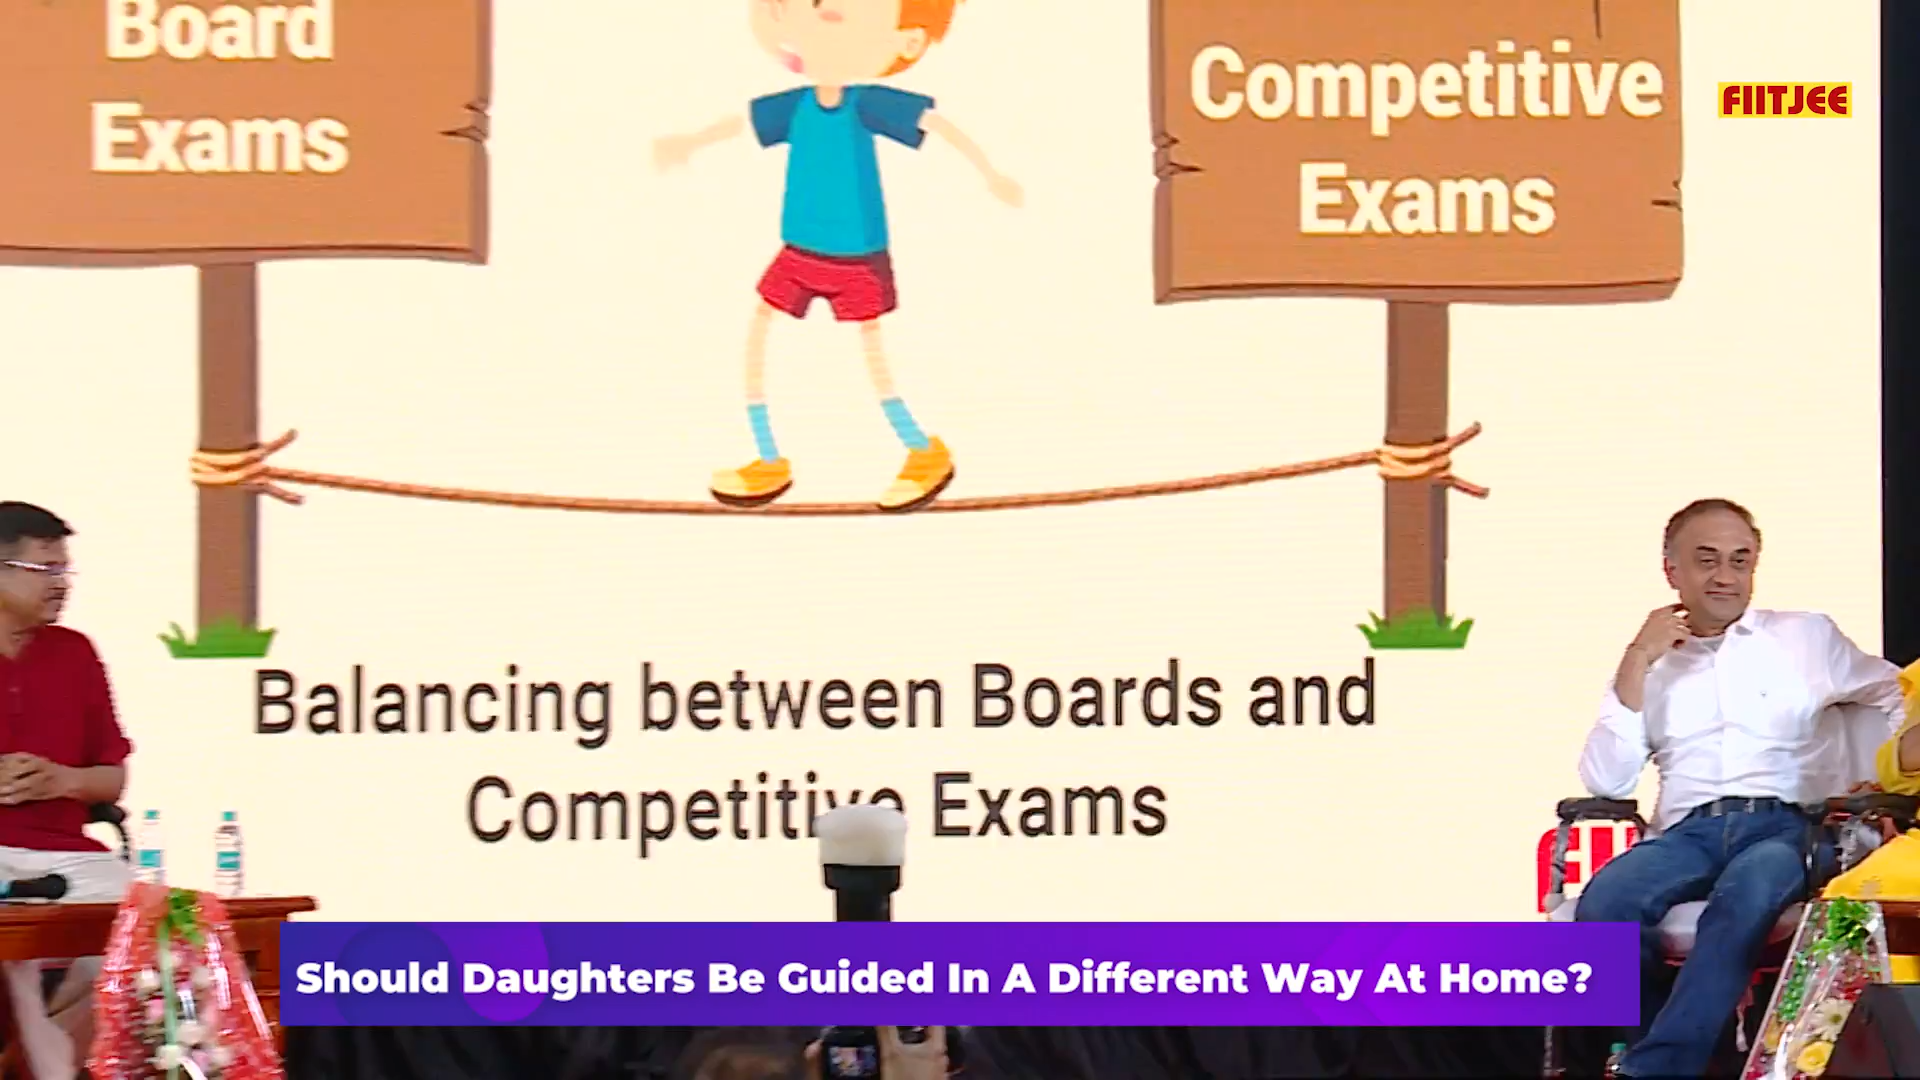 Board
Exams
Competitive
Exams
FIITJEE
Balancing between Boards and
Competitive Exams
Should Daughters Be Guided In A Different Way At Home?